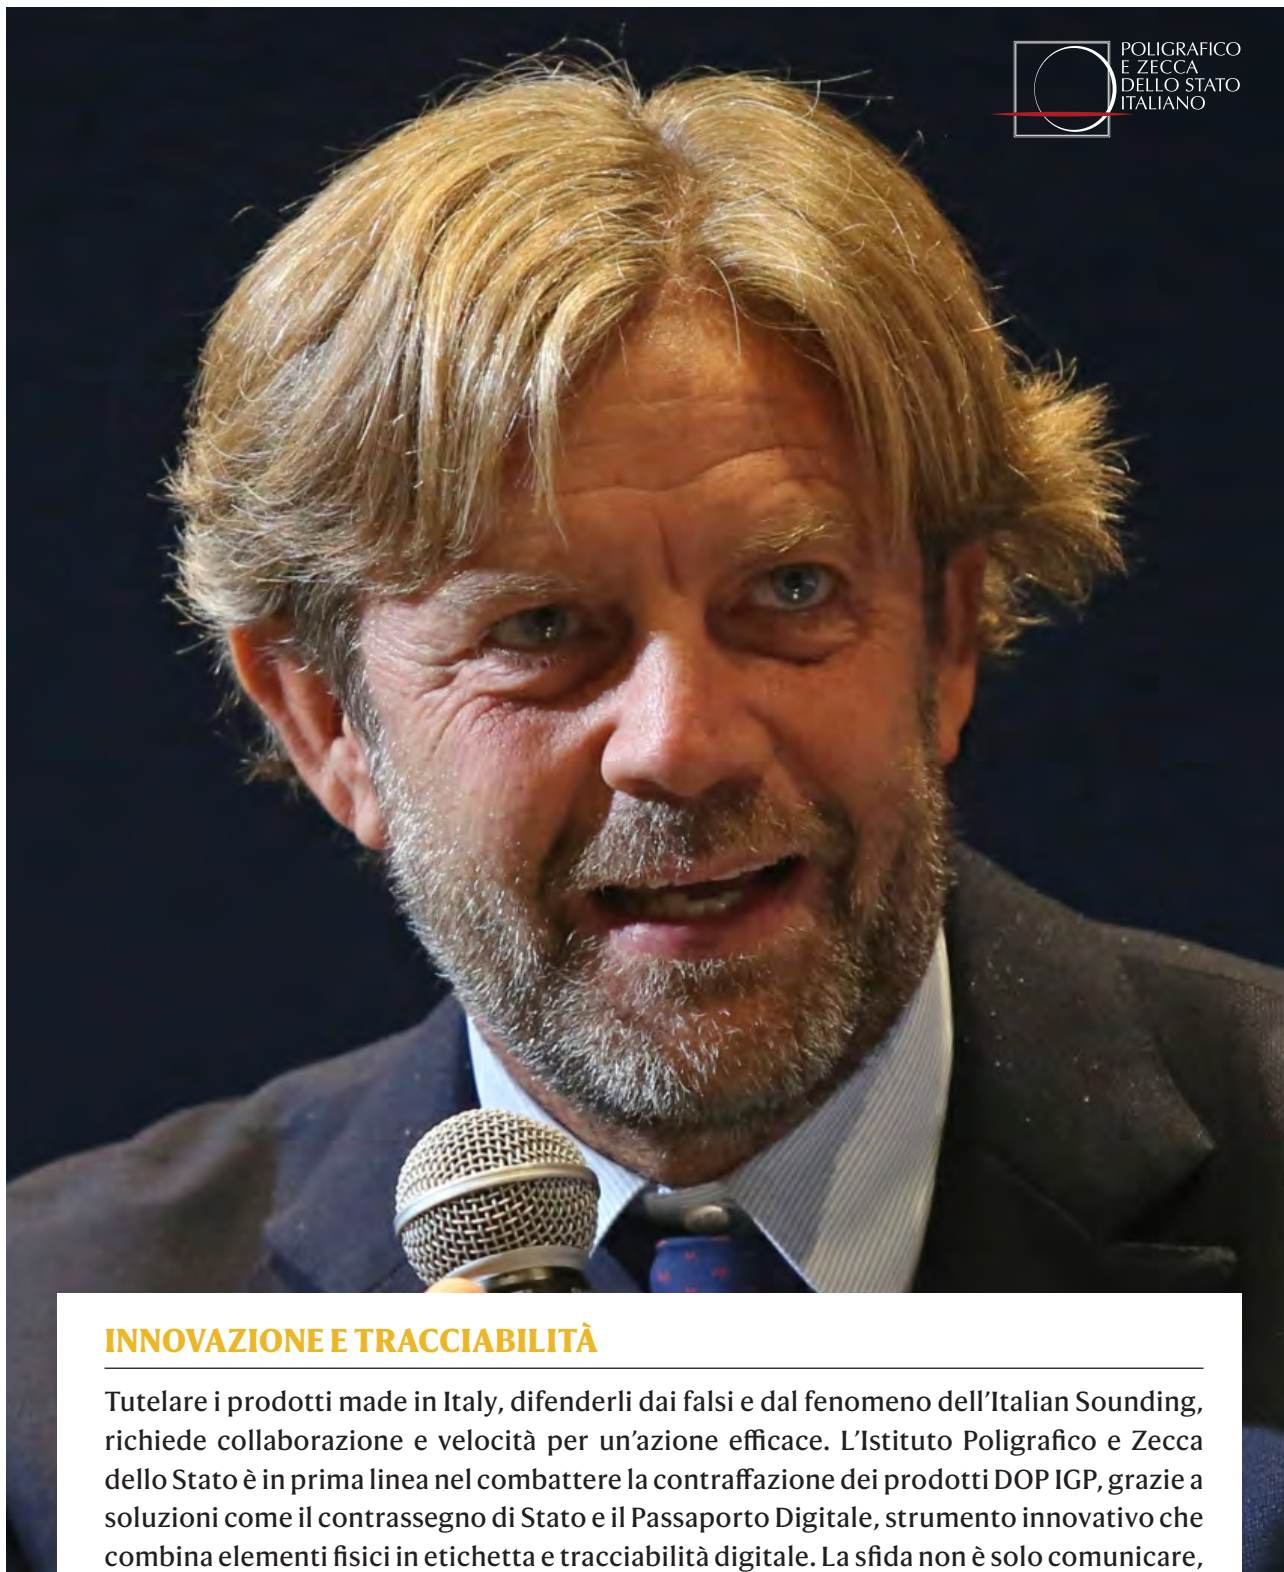 POLIGRAFICO
E ZECCA
DELLO STATO
ITALIANO
INNOVAZIONE E TRACCIABILITÀ
Tutelare i prodotti made in Italy, difenderli dai falsi e dal fenomeno dell’Italian Sounding,
richiede collaborazione e velocità per un’azione efficace. L’Istituto Poligrafico e Zecca
dello Stato è in prima linea nel combattere la contraffazione dei prodotti DOP IGP, grazie a
soluzioni come il contrassegno di Stato e il Passaporto Digitale, strumento innovativo che
combina elementi fisici in etichetta e tracciabilità digitale. La sfida non è solo comunicare,